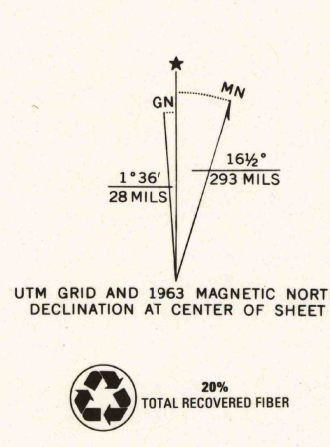 ★
GN
MN
1°36′
28 MILS
16½°
293 MILS
UTM GRID AND 1963 MAGNETIC NORT
DECLINATION AT CENTER OF SHEET
20%
TOTAL RECOVERED FIBER